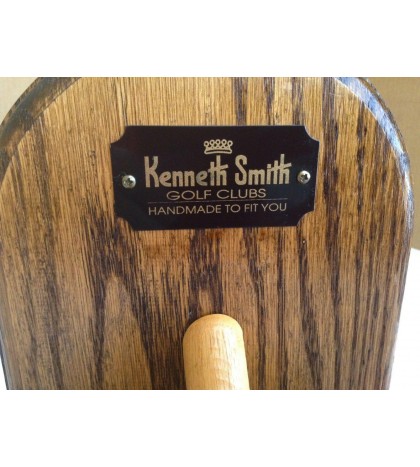 Kenneth Smith
GOLF CLUBS
HANDMADE TO FIT YOU